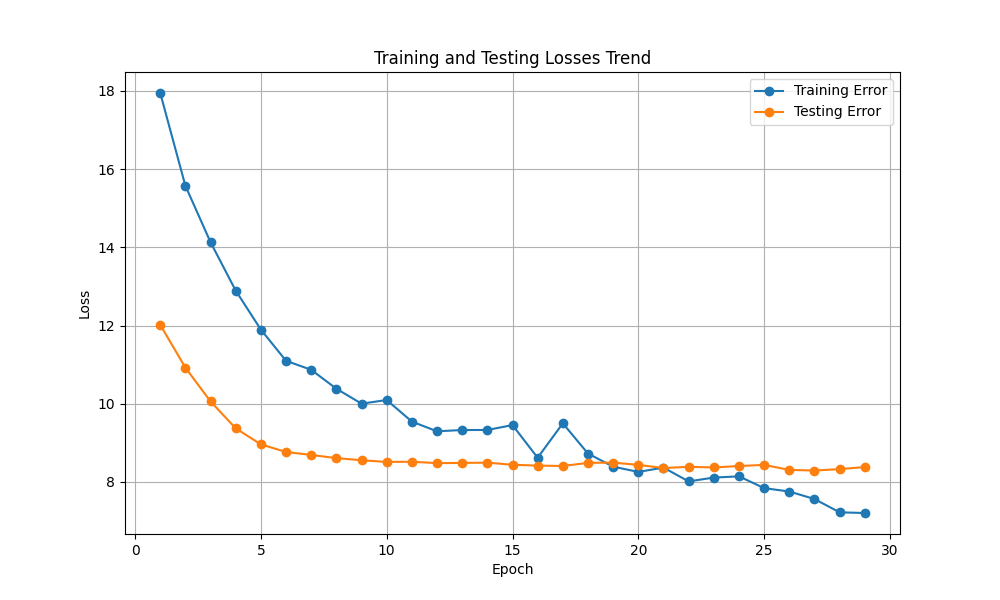 Training and Testing Losses Trend
Training Error
Testing Error
Loss
18
16
14
12
10
8
0 5 10 15 20 25 30
Epoch